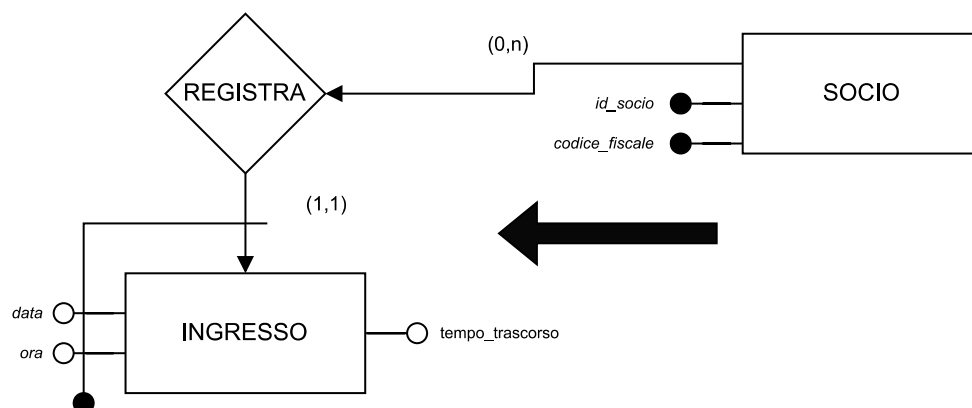 (0,n)
REGISTRA
SOCIO
id_socio
codice_fiscale
(1,1)
data
INGRESSO
tempo_trascorso
ora